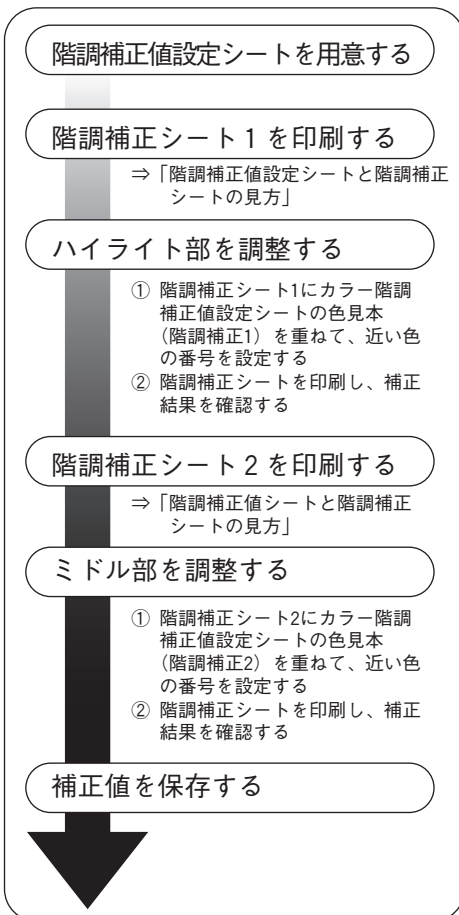 階調補正値設定シートを用意する
階調補正シート1を印刷する
⇒「階調補正値設定シートと階調補正
シートの見方」
ハイライト部を調整する
① 階調補正シート1にカラー階調
補正値設定シートの色見本
(階調補正1)を重ねて、近い色
の番号を設定する
② 階調補正シートを印刷し、補正
結果を確認する
階調補正シート2を印刷する
⇒「階調補正値シートと階調補正
シートの見方」
ミドル部を調整する
① 階調補正シート2にカラー階調
補正値設定シートの色見本
(階調補正2)を重ねて、近い色
の番号を設定する
② 階調補正シートを印刷し、補正
結果を確認する
補正値を保存する